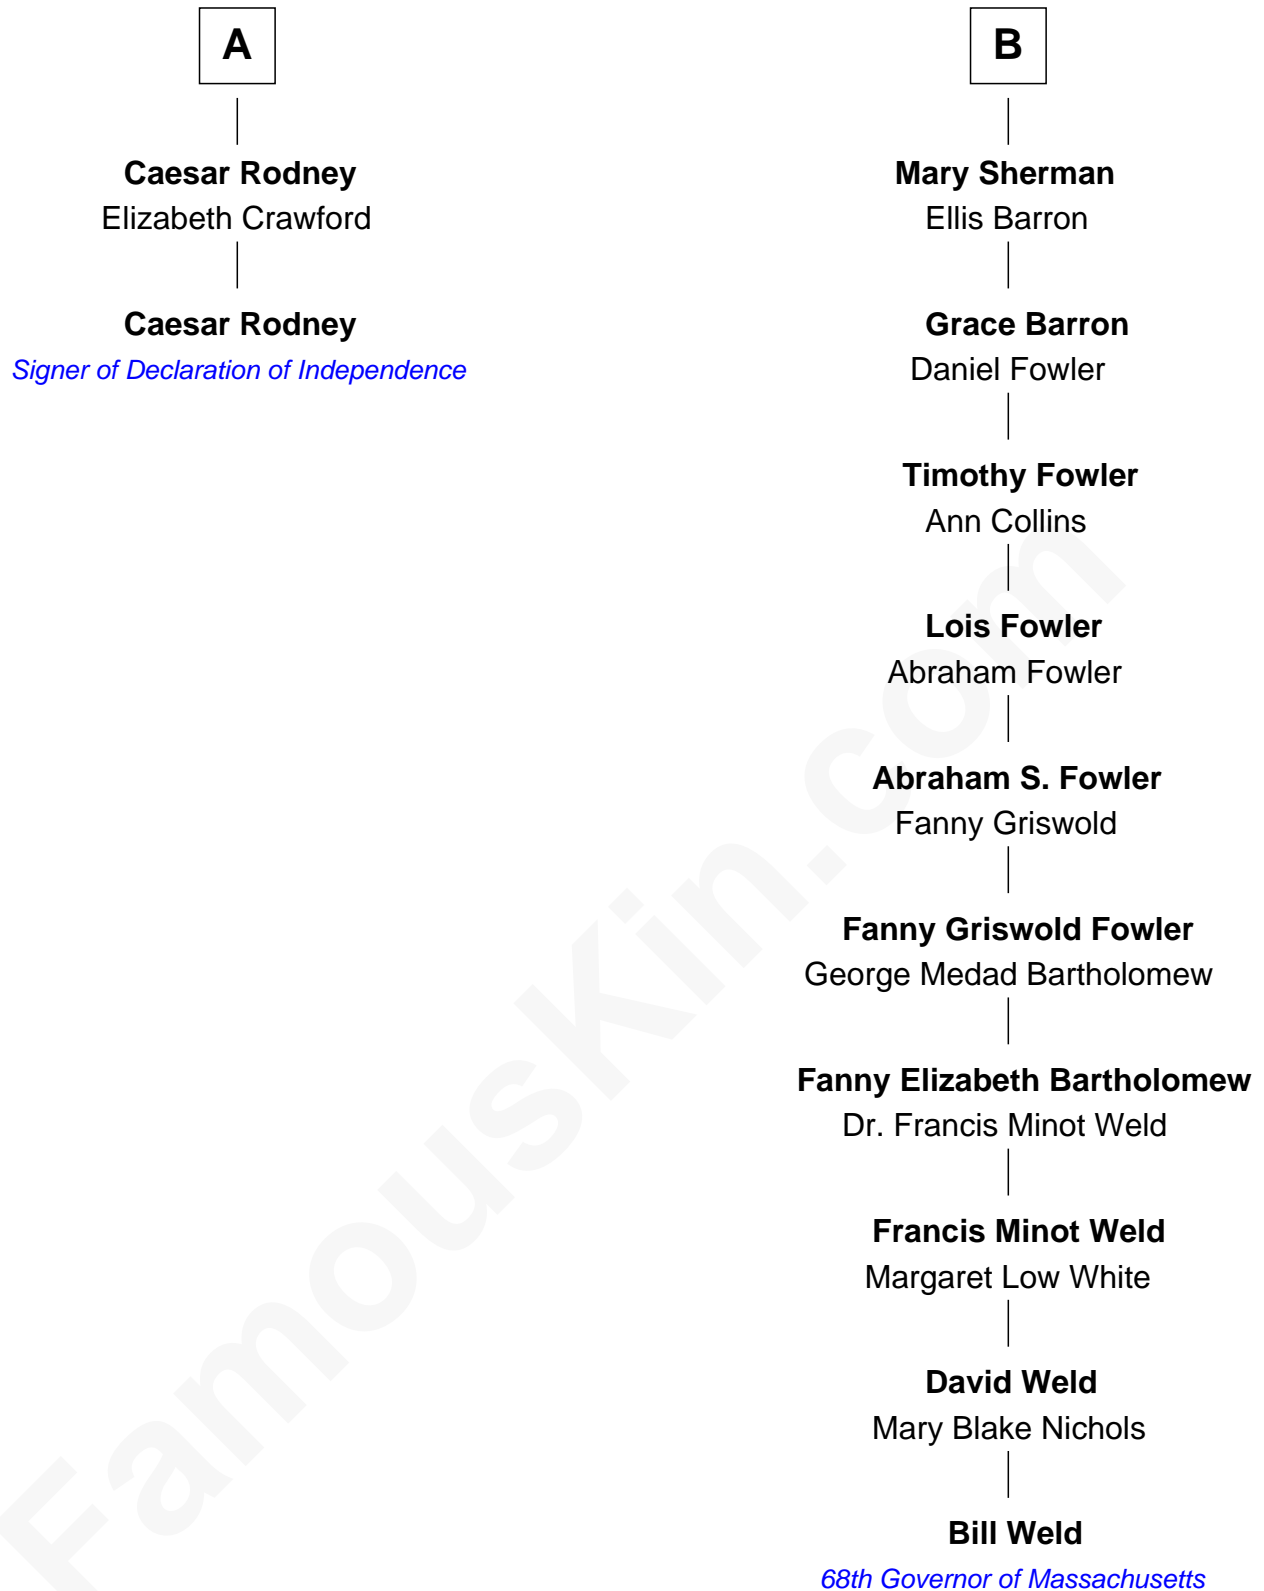 A
Caesar Rodney
Elizabeth Crawford
Caesar Rodney
Signer of Declaration of Independence
B
Mary Sherman
Ellis Barron
Grace Barron
Daniel Fowler
Timothy Fowler
Ann Collins
Lois Fowler
Abraham Fowler
Abraham S. Fowler
Fanny Griswold
Fanny Griswold Fowler
George Medad Bartholomew
Fanny Elizabeth Bartholomew
Dr. Francis Minot Weld
Francis Minot Weld
Margaret Low White
David Weld
Mary Blake Nichols
Bill Weld
68th Governor of Massachusetts
FamousKin.com